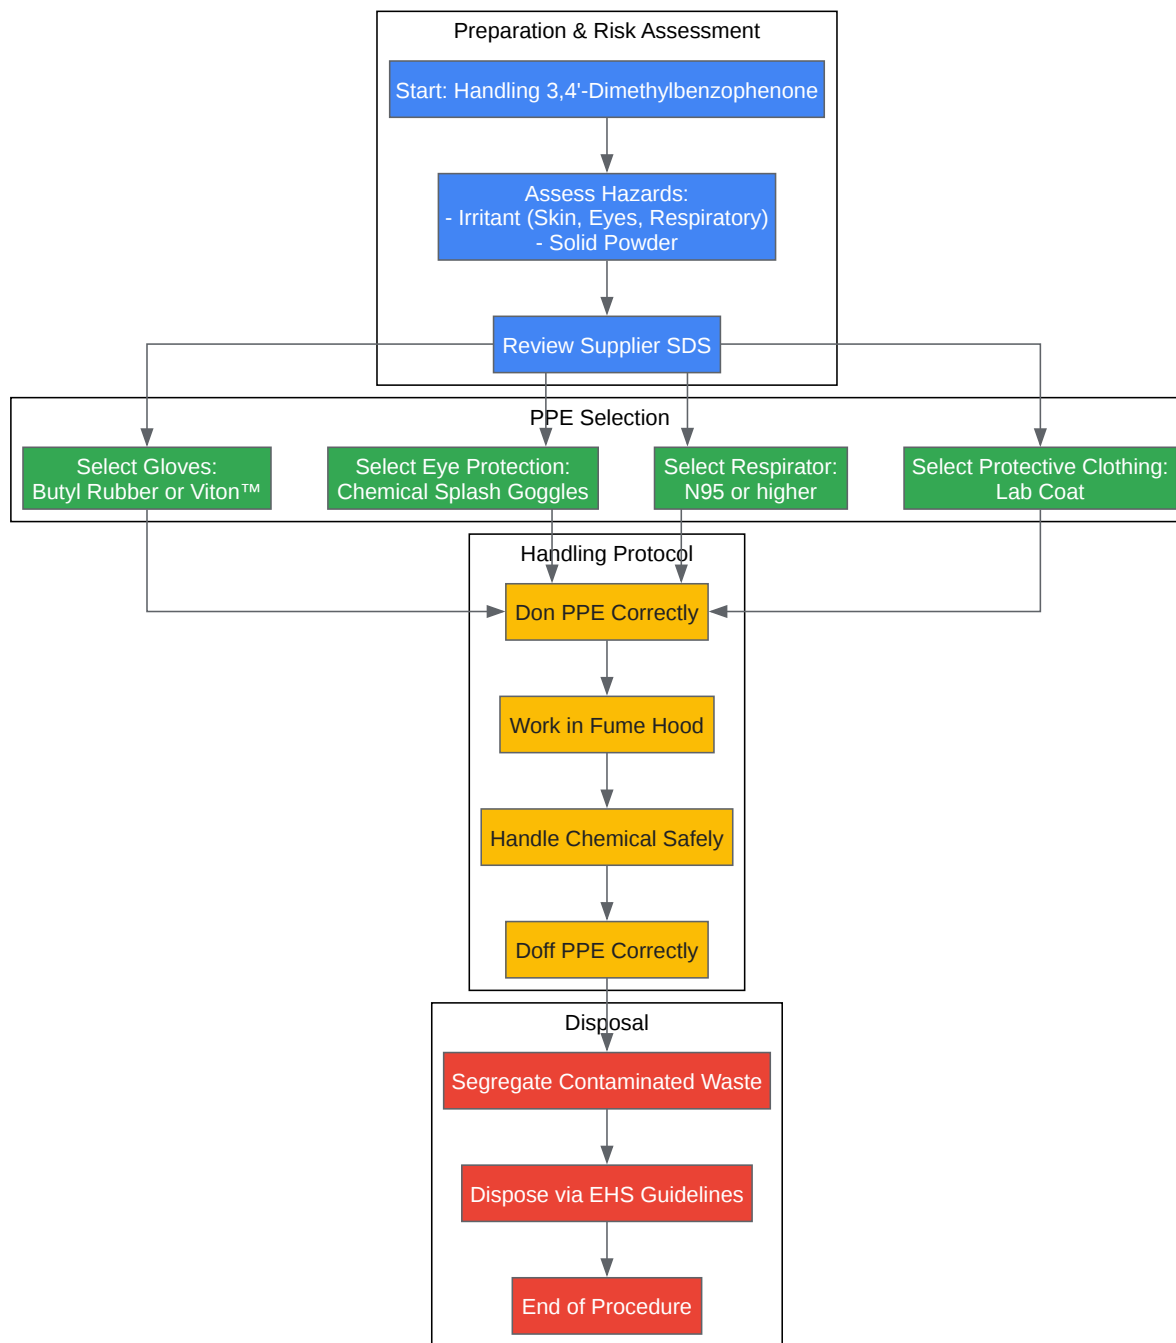 Preparation & Risk Assessment
Start: Handling 3,4'-Dimethylbenzophenone
Assess Hazards:
- Irritant (Skin, Eyes, Respiratory)
- Solid Powder
Review Supplier SDS
PPE Selection
Select Gloves:
Butyl Rubber or Viton™
Select Eye Protection:
Chemical Splash Goggles
Select Respirator:
N95 or higher
Select Protective Clothing:
Lab Coat
Handling Protocol
Don PPE Correctly
Work in Fume Hood
Handle Chemical Safely
Doff PPE Correctly
Disposal
Segregate Contaminated Waste
Dispose via EHS Guidelines
End of Procedure